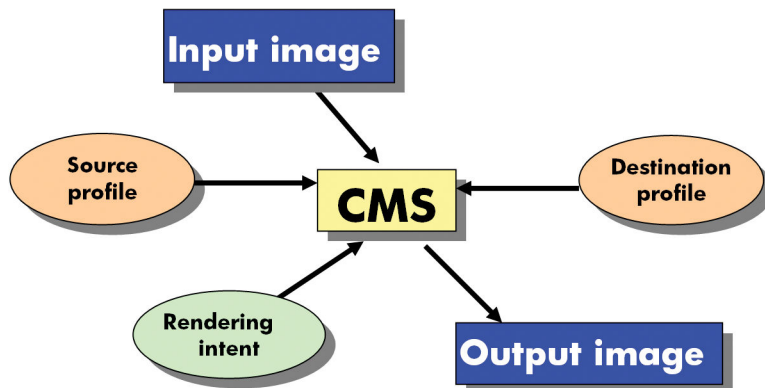 Input image
Source
profile
CMS
Destination
profile
Rendering
intent
Output image